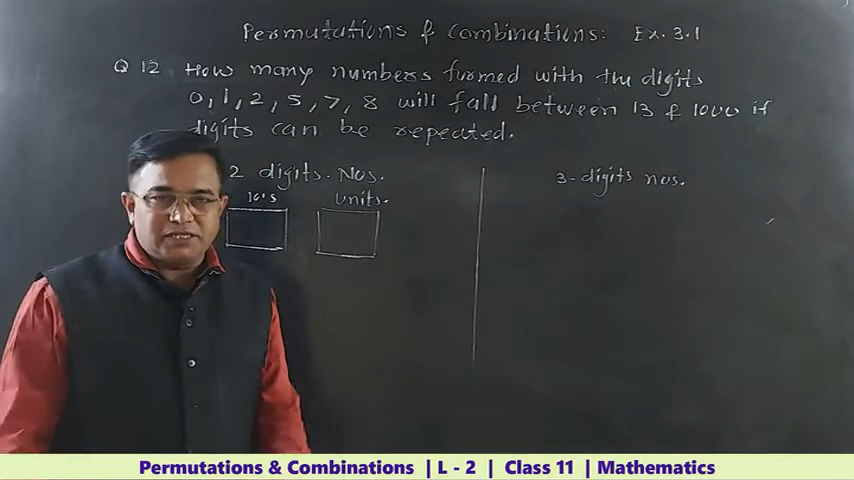 Permutations & Combinations: Ex. 3.1
Q 12 How many numbers formed with the digits
0, 1, 2, 5, 7, 8 will fall between 13 & 1000 if
digits can be repeated.
2 digits. Nos.
3-digits nos.
10's
units.
Permutations & Combinations | L - 2 | Class 11 | Mathematics